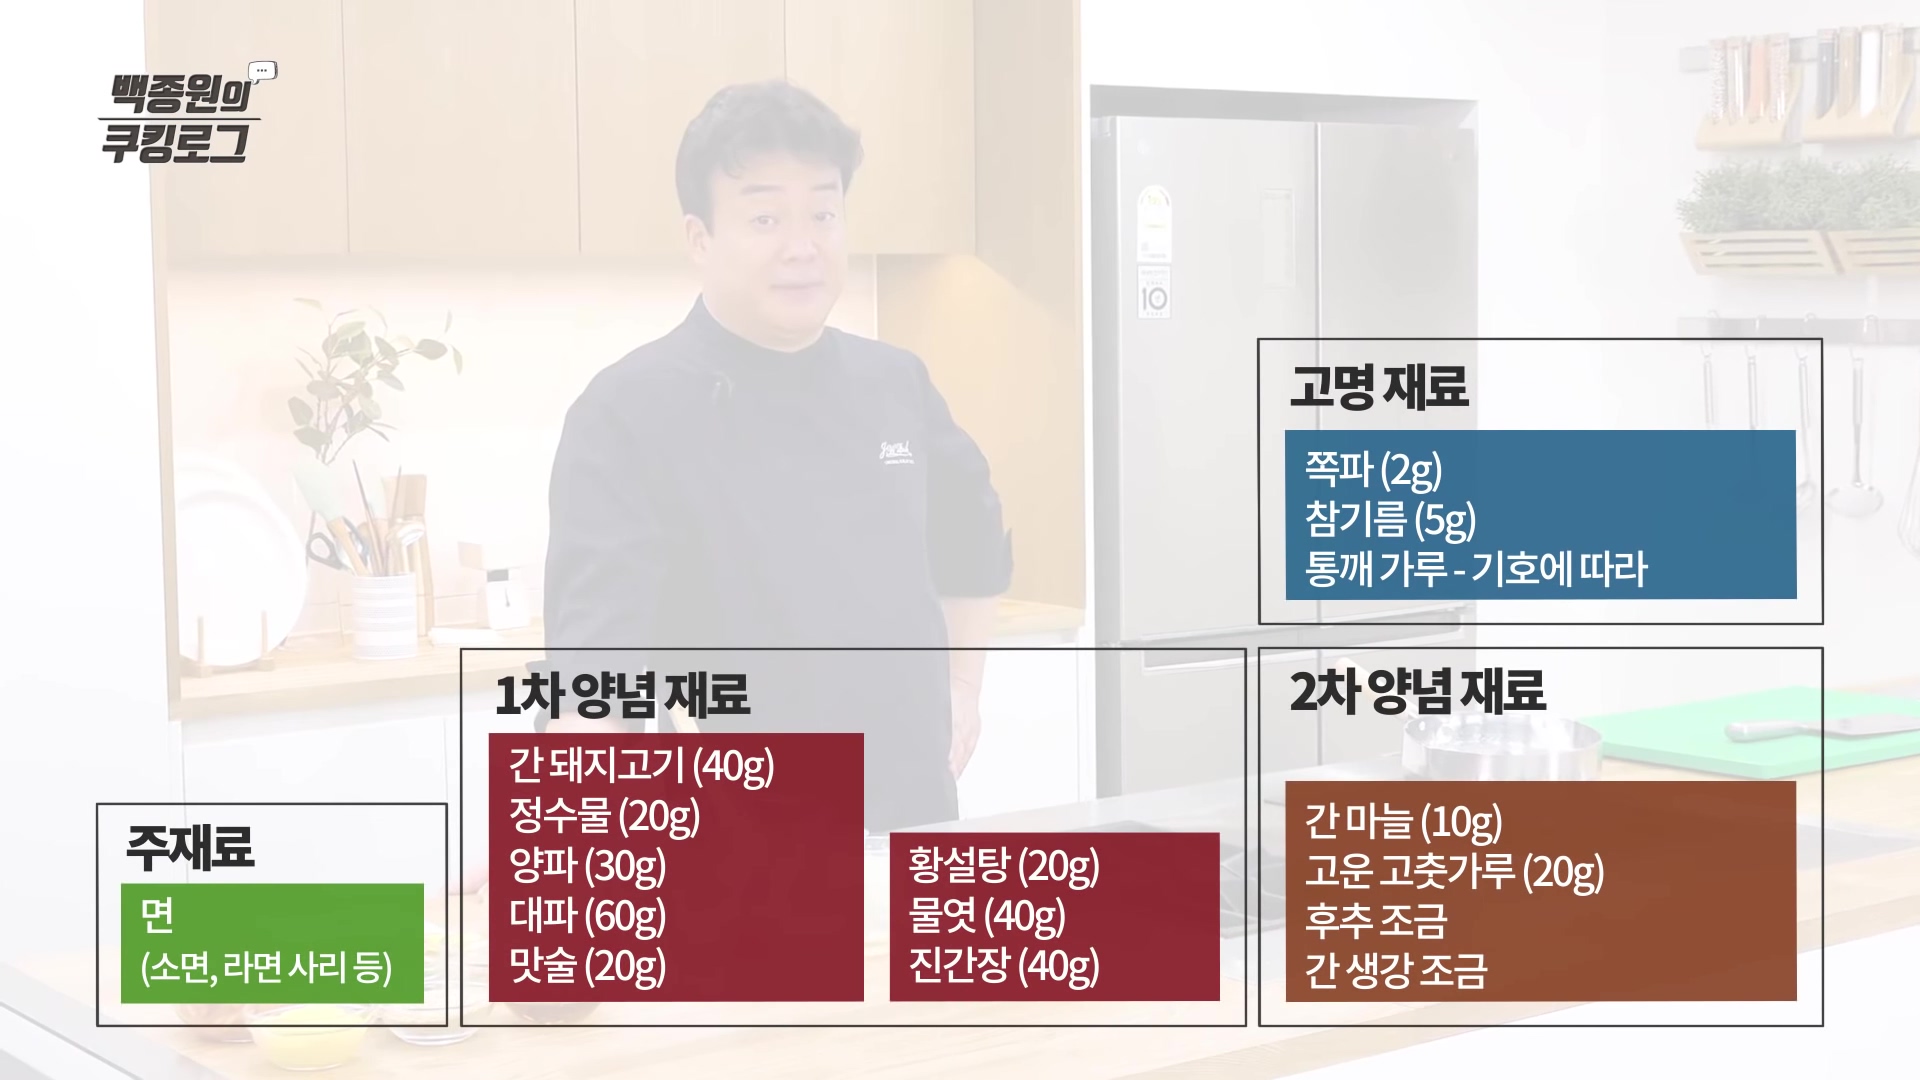 백종원의
쿠킹로그
고명 재료
쪽파 (2g)
참기름 (5g)
통깨 가루 - 기호에 따라
1차 양념 재료
간 돼지고기 (40g)
정수물 (20g)
양파 (30g)
대파 (60g)
맛술 (20g)
황설탕 (20g)
물엿 (40g)
진간장 (40g)
2차 양념 재료
간 마늘 (10g)
고운 고춧가루 (20g)
후추 조금
간 생강 조금
주재료
면
(소면, 라면 사리 등)
10